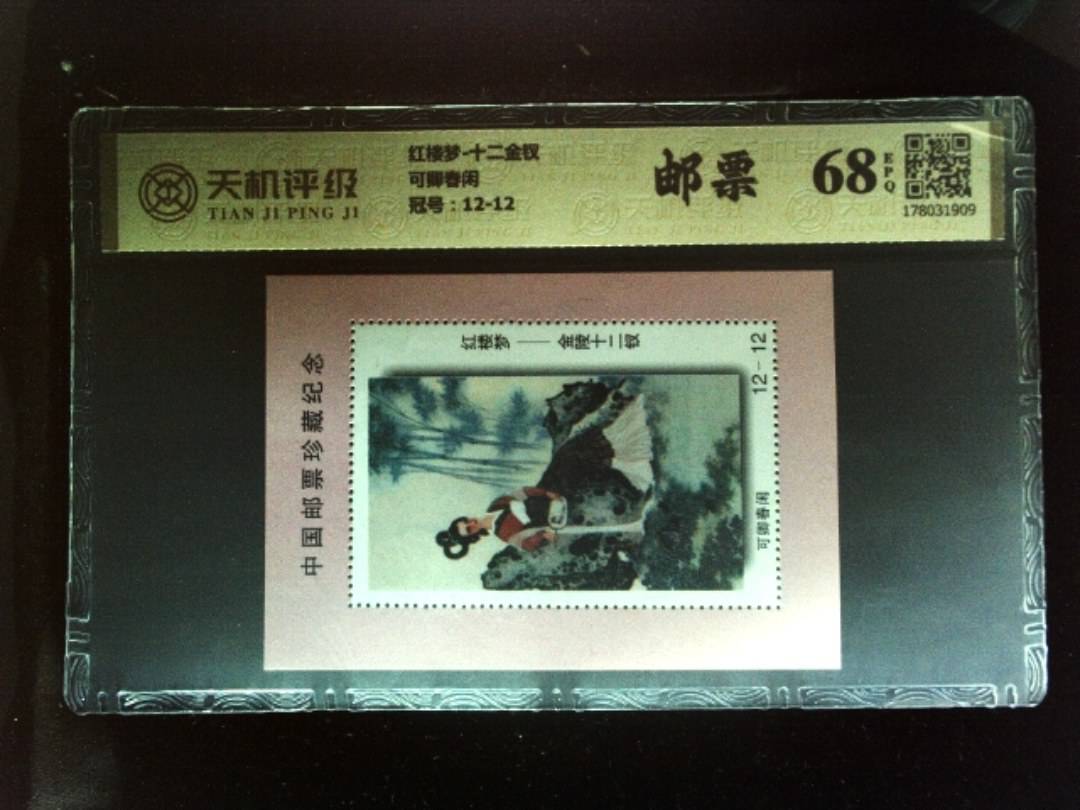 天机评级
TIAN JI PING JI
红楼梦-十二金钗
可卿春闲
冠号：12-12
邮票
68
EPQ
178031909
中国邮票珍藏纪念
红楼梦——金陵十二钗
12-12
可卿春闲